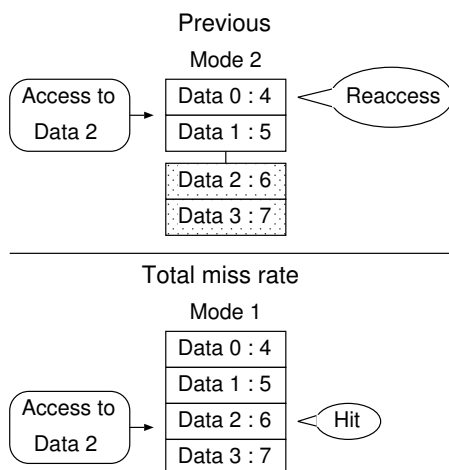 Previous
Mode 2
Access to
Data 2
Data 0 : 4
Data 1 : 5
Data 2 : 6
Data 3 : 7
Reaccess
Total miss rate
Mode 1
Data 0 : 4
Data 1 : 5
Data 2 : 6
Data 3 : 7
Access to
Data 2
Hit